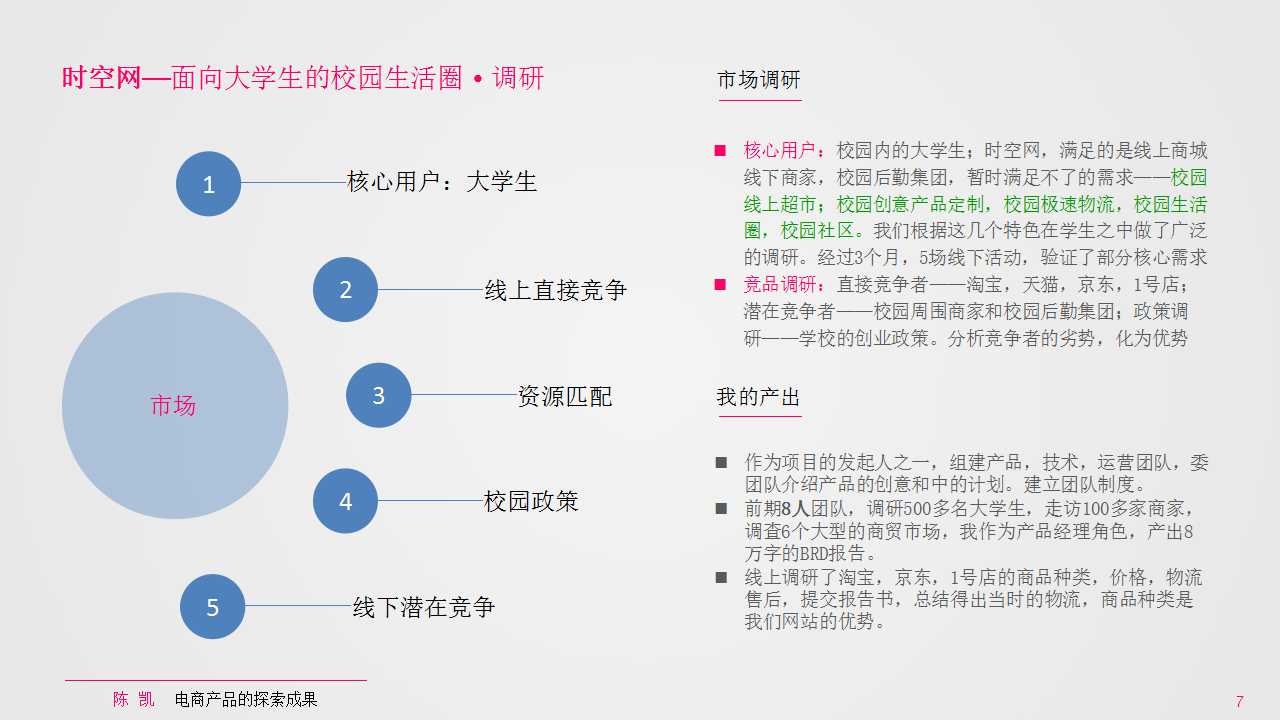 时空网—面向大学生的校园生活圈•调研
1
核心用户：大学生
2
线上直接竞争
市场
3
资源匹配
4
校园政策
5
线下潜在竞争
市场调研
■ 核心用户：校园内的大学生；时空网，满足的是线上商城
线下商家，校园后勤集团，暂时满足不了的需求——校园
线上超市；校园创意产品定制，校园极速物流，校园生活
圈，校园社区。我们根据这几个特色在学生之中做了广泛
的调研。经过3个月，5场线下活动，验证了部分核心需求
■ 竞品调研：直接竞争者——淘宝，天猫，京东，1号店；
潜在竞争者——校园周围商家和校园后勤集团；政策调
研——学校的创业政策。分析竞争者的劣势，化为优势
我的产出
■ 作为项目的发起人之一，组建产品，技术，运营团队，委
团队介绍产品的创意和中的计划。建立团队制度。
■ 前期8人团队，调研500多名大学生，走访100多家商家，
调查6个大型的商贸市场，我作为产品经理角色，产出8
万字的BRD报告。
■ 线上调研了淘宝，京东，1号店的商品种类，价格，物流
售后，提交报告书，总结得出当时的物流，商品种类是
我们网站的优势。
陈 凯 电商产品的探索成果
7